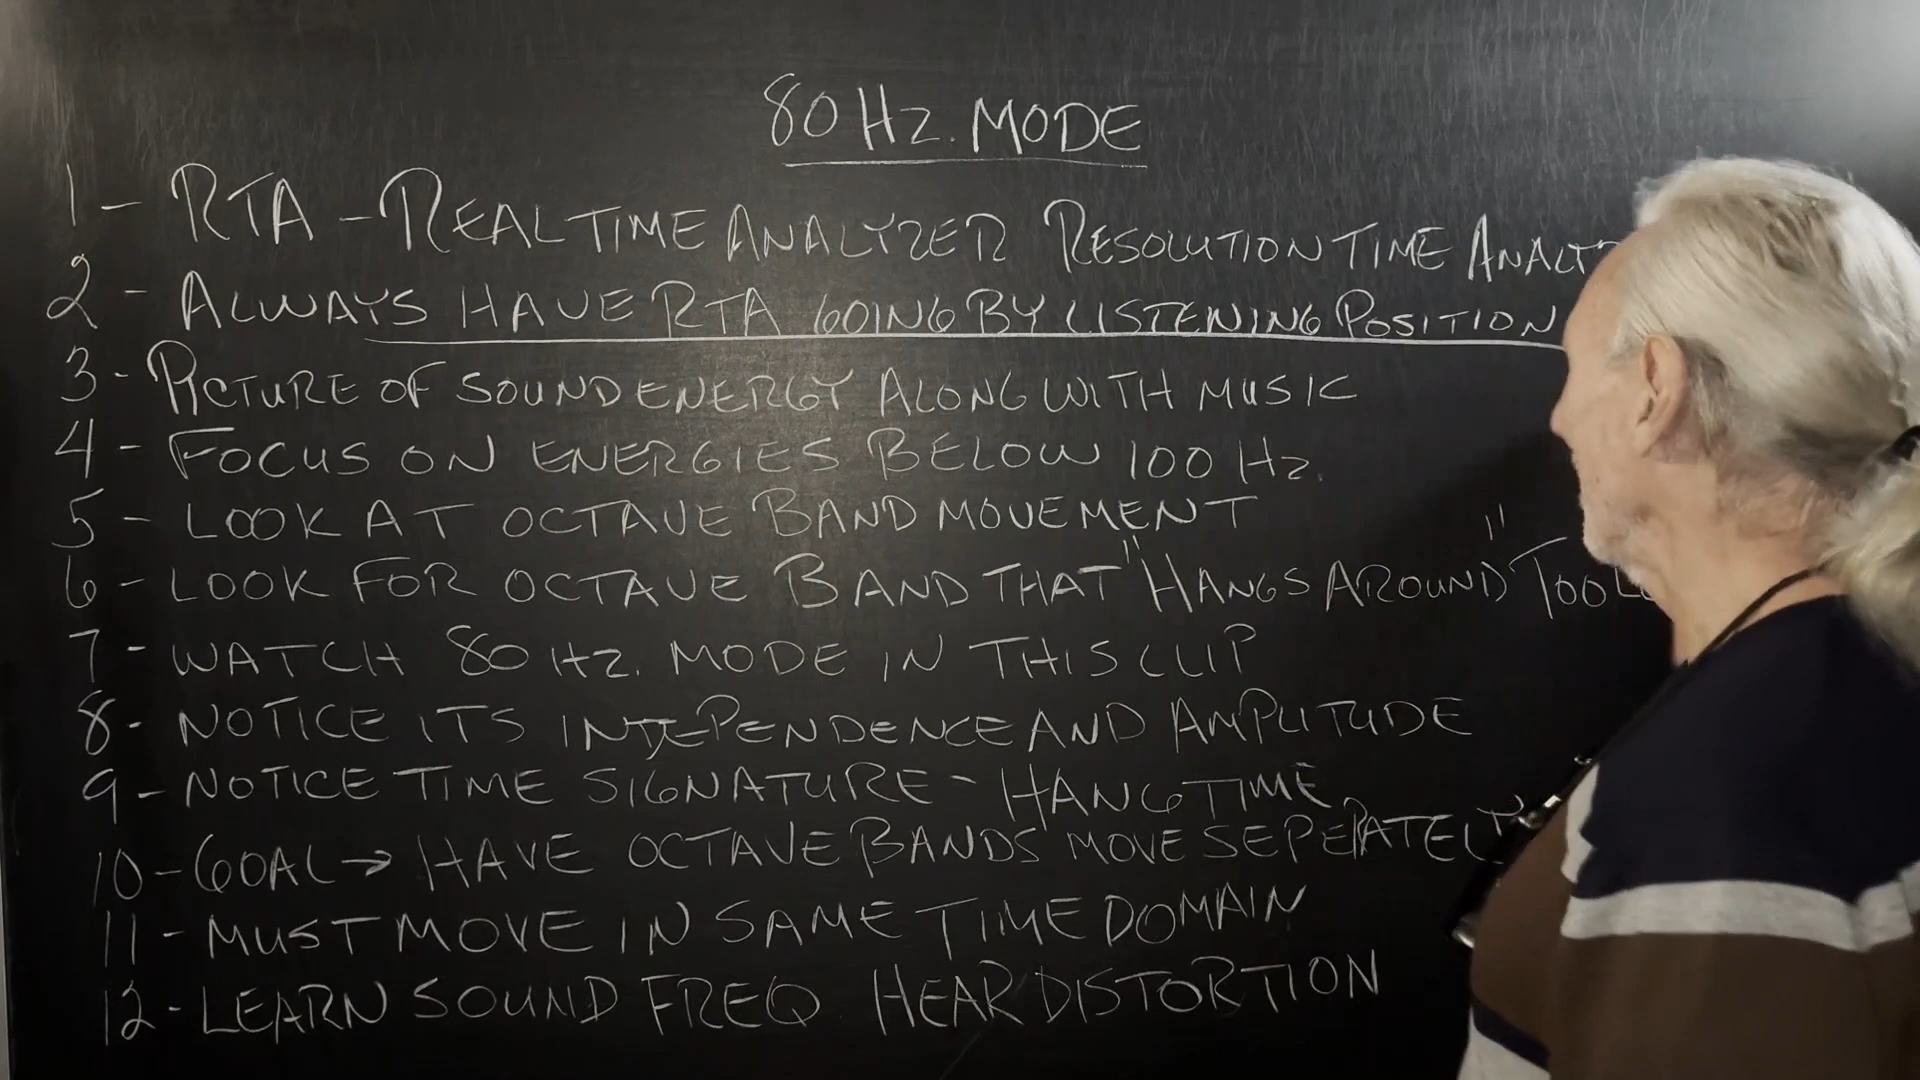 80 Hz. MODE
1 - RTA - REAL TIME ANALYZER RESOLUTION TIME
2 - ALWAYS HAVE RTA GOING BY LISTENING POSITION
3 - PICTURE OF SOUND ENERGY ALONG WITH MUSIC
4 - FOCUS ON ENERGIES BELOW 100 Hz.
5 - LOOK AT OCTAVE BAND MOVEMENT
6 - LOOK FOR OCTAVE BAND THAT "HANGS AROUND" TOO
7 - WATCH 80 HZ. MODE IN THIS CLIP
8 - NOTICE ITS INDEPENDENCE AND AMPLITUDE
9 - NOTICE TIME SIGNATURE - HANG TIME
10 - GOAL → HAVE OCTAVE BANDS MOVE SEPERATELY
11 - MUST MOVE IN SAME TIME DOMAIN
12 - LEARN SOUND FREQ HEAR DISTORTION